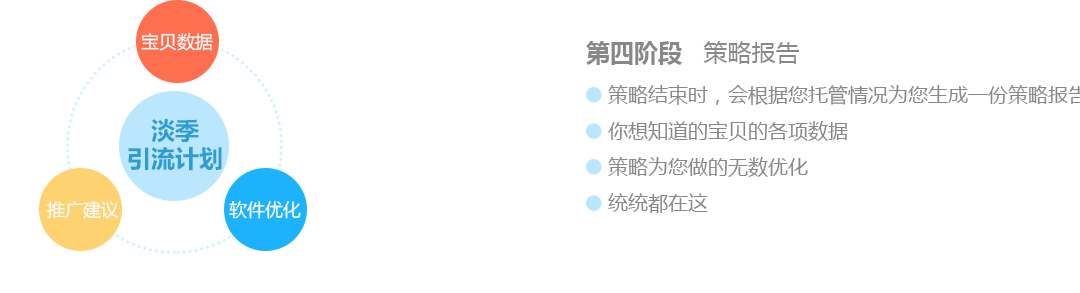 宝贝数据
淡季
引流计划
推广建议
软件优化
第四阶段 策略报告
策略结束时，会根据您托管情况为您生成一份策略报告
你想知道的宝贝的各项数据
策略为您做的无数优化
统统都在这